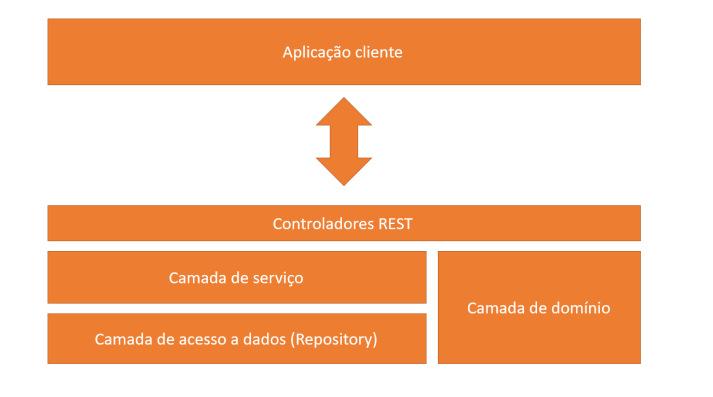 Aplicação cliente
Controladores REST
Camada de serviço
Camada de domínio
Camada de acesso a dados (Repository)